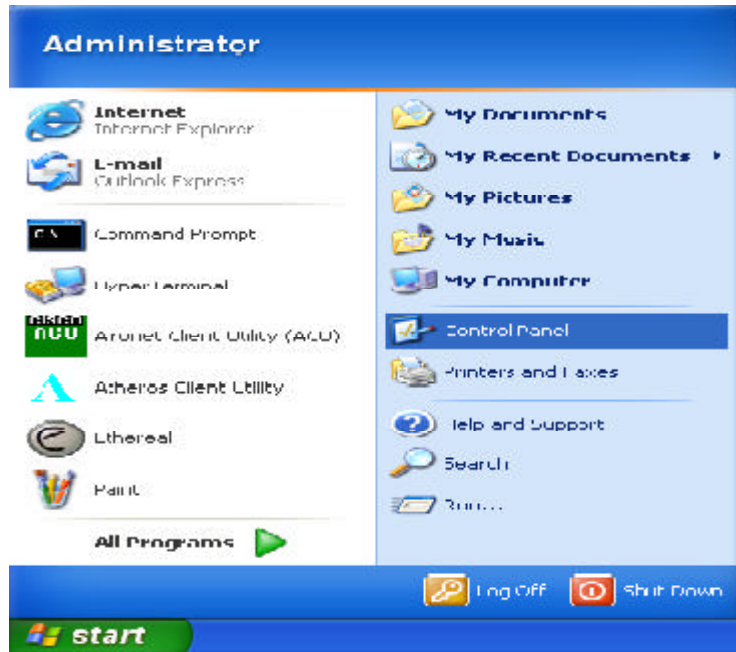 Administrator
Internet
Internet Explorer
E-mail
Outlook Express
Command Prompt
HyperTerminal
Aironet Client Utility (ACU)
Atheros Client Utility
Ethereal
Paint
All Programs
My Documents
My Recent Documents
My Pictures
My Music
My Computer
Control Panel
Printers and Faxes
Help and Support
Search
Run...
Log Off
Shut Down
start
C:\
ACU